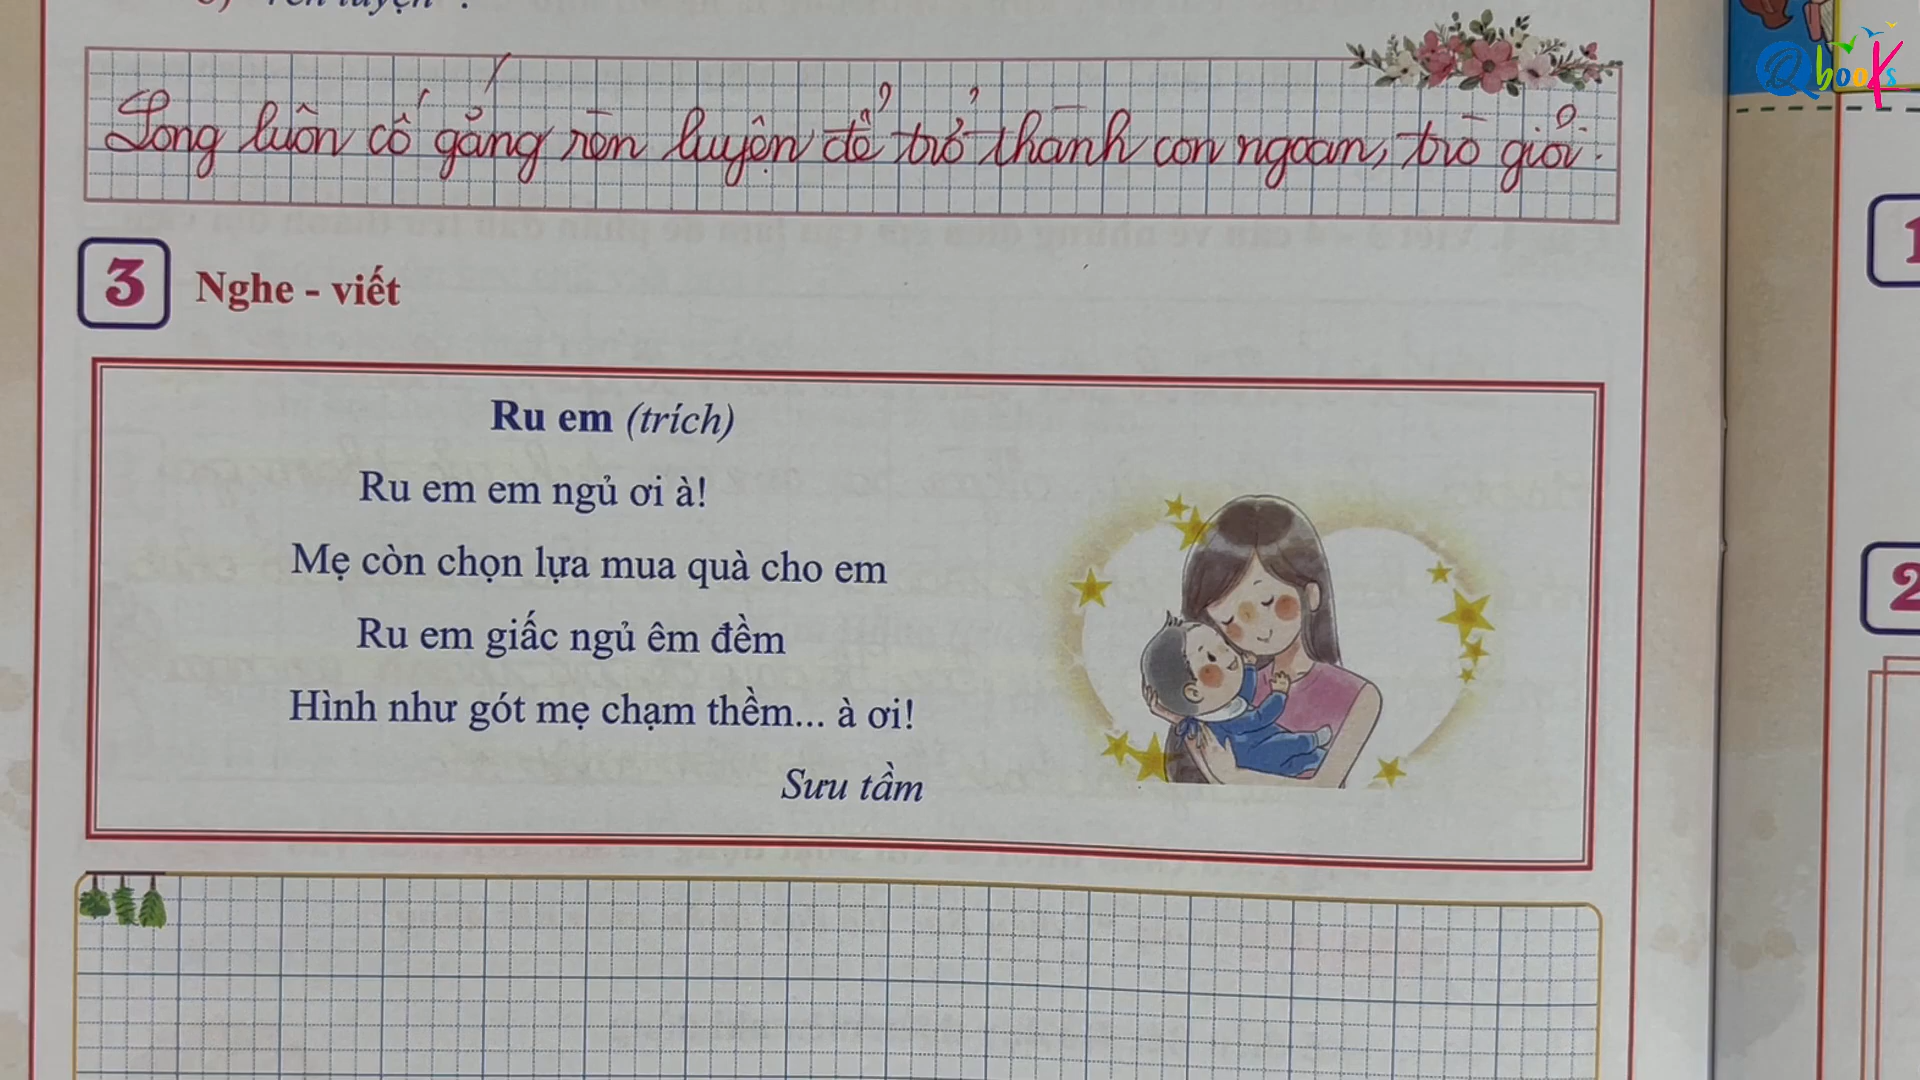 Qbooks
Long luôn cố gắng rèn luyện để trở thành con ngoan, trò giỏi.
3 Nghe - viết
Ru em (trích)
Ru em em ngủ ơi à!
Mẹ còn chọn lựa mua quà cho em
Ru em giấc ngủ êm đềm
Hình như gót mẹ chạm thềm... à ơi!
Sưu tầm
1
2